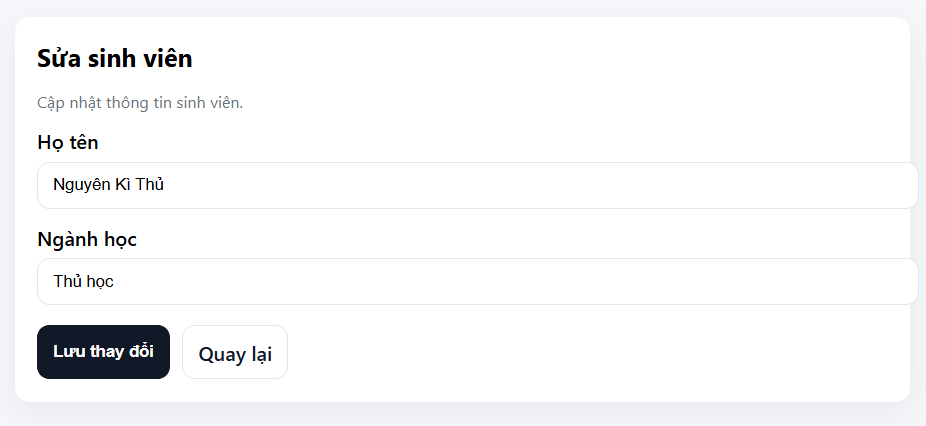 Sửa sinh viên
Cập nhật thông tin sinh viên.
Họ tên
Nguyên Kì Thủ
Ngành học
Thủ học
Lưu thay đổi
Quay lại